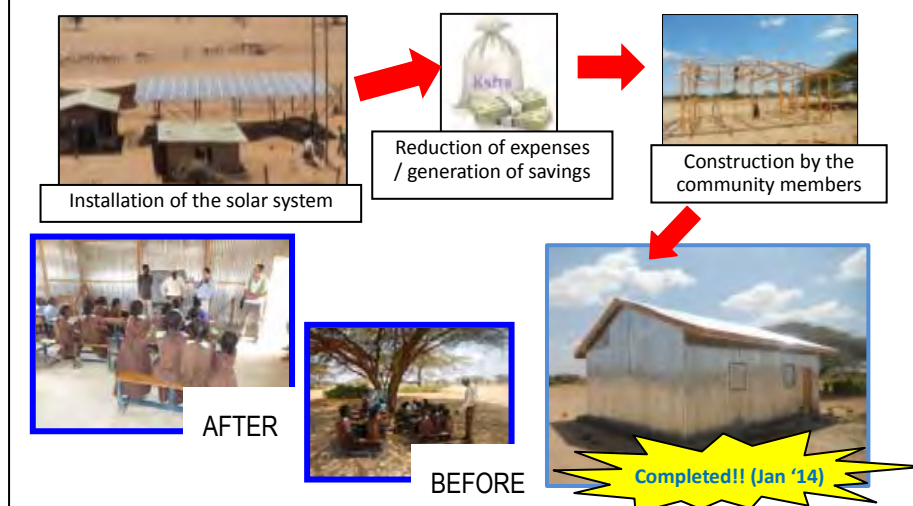 Kshs
Installation of the solar system
Reduction of expenses
/ generation of savings
Construction by the
community members
AFTER
BEFORE
Completed!! (Jan ‘14)